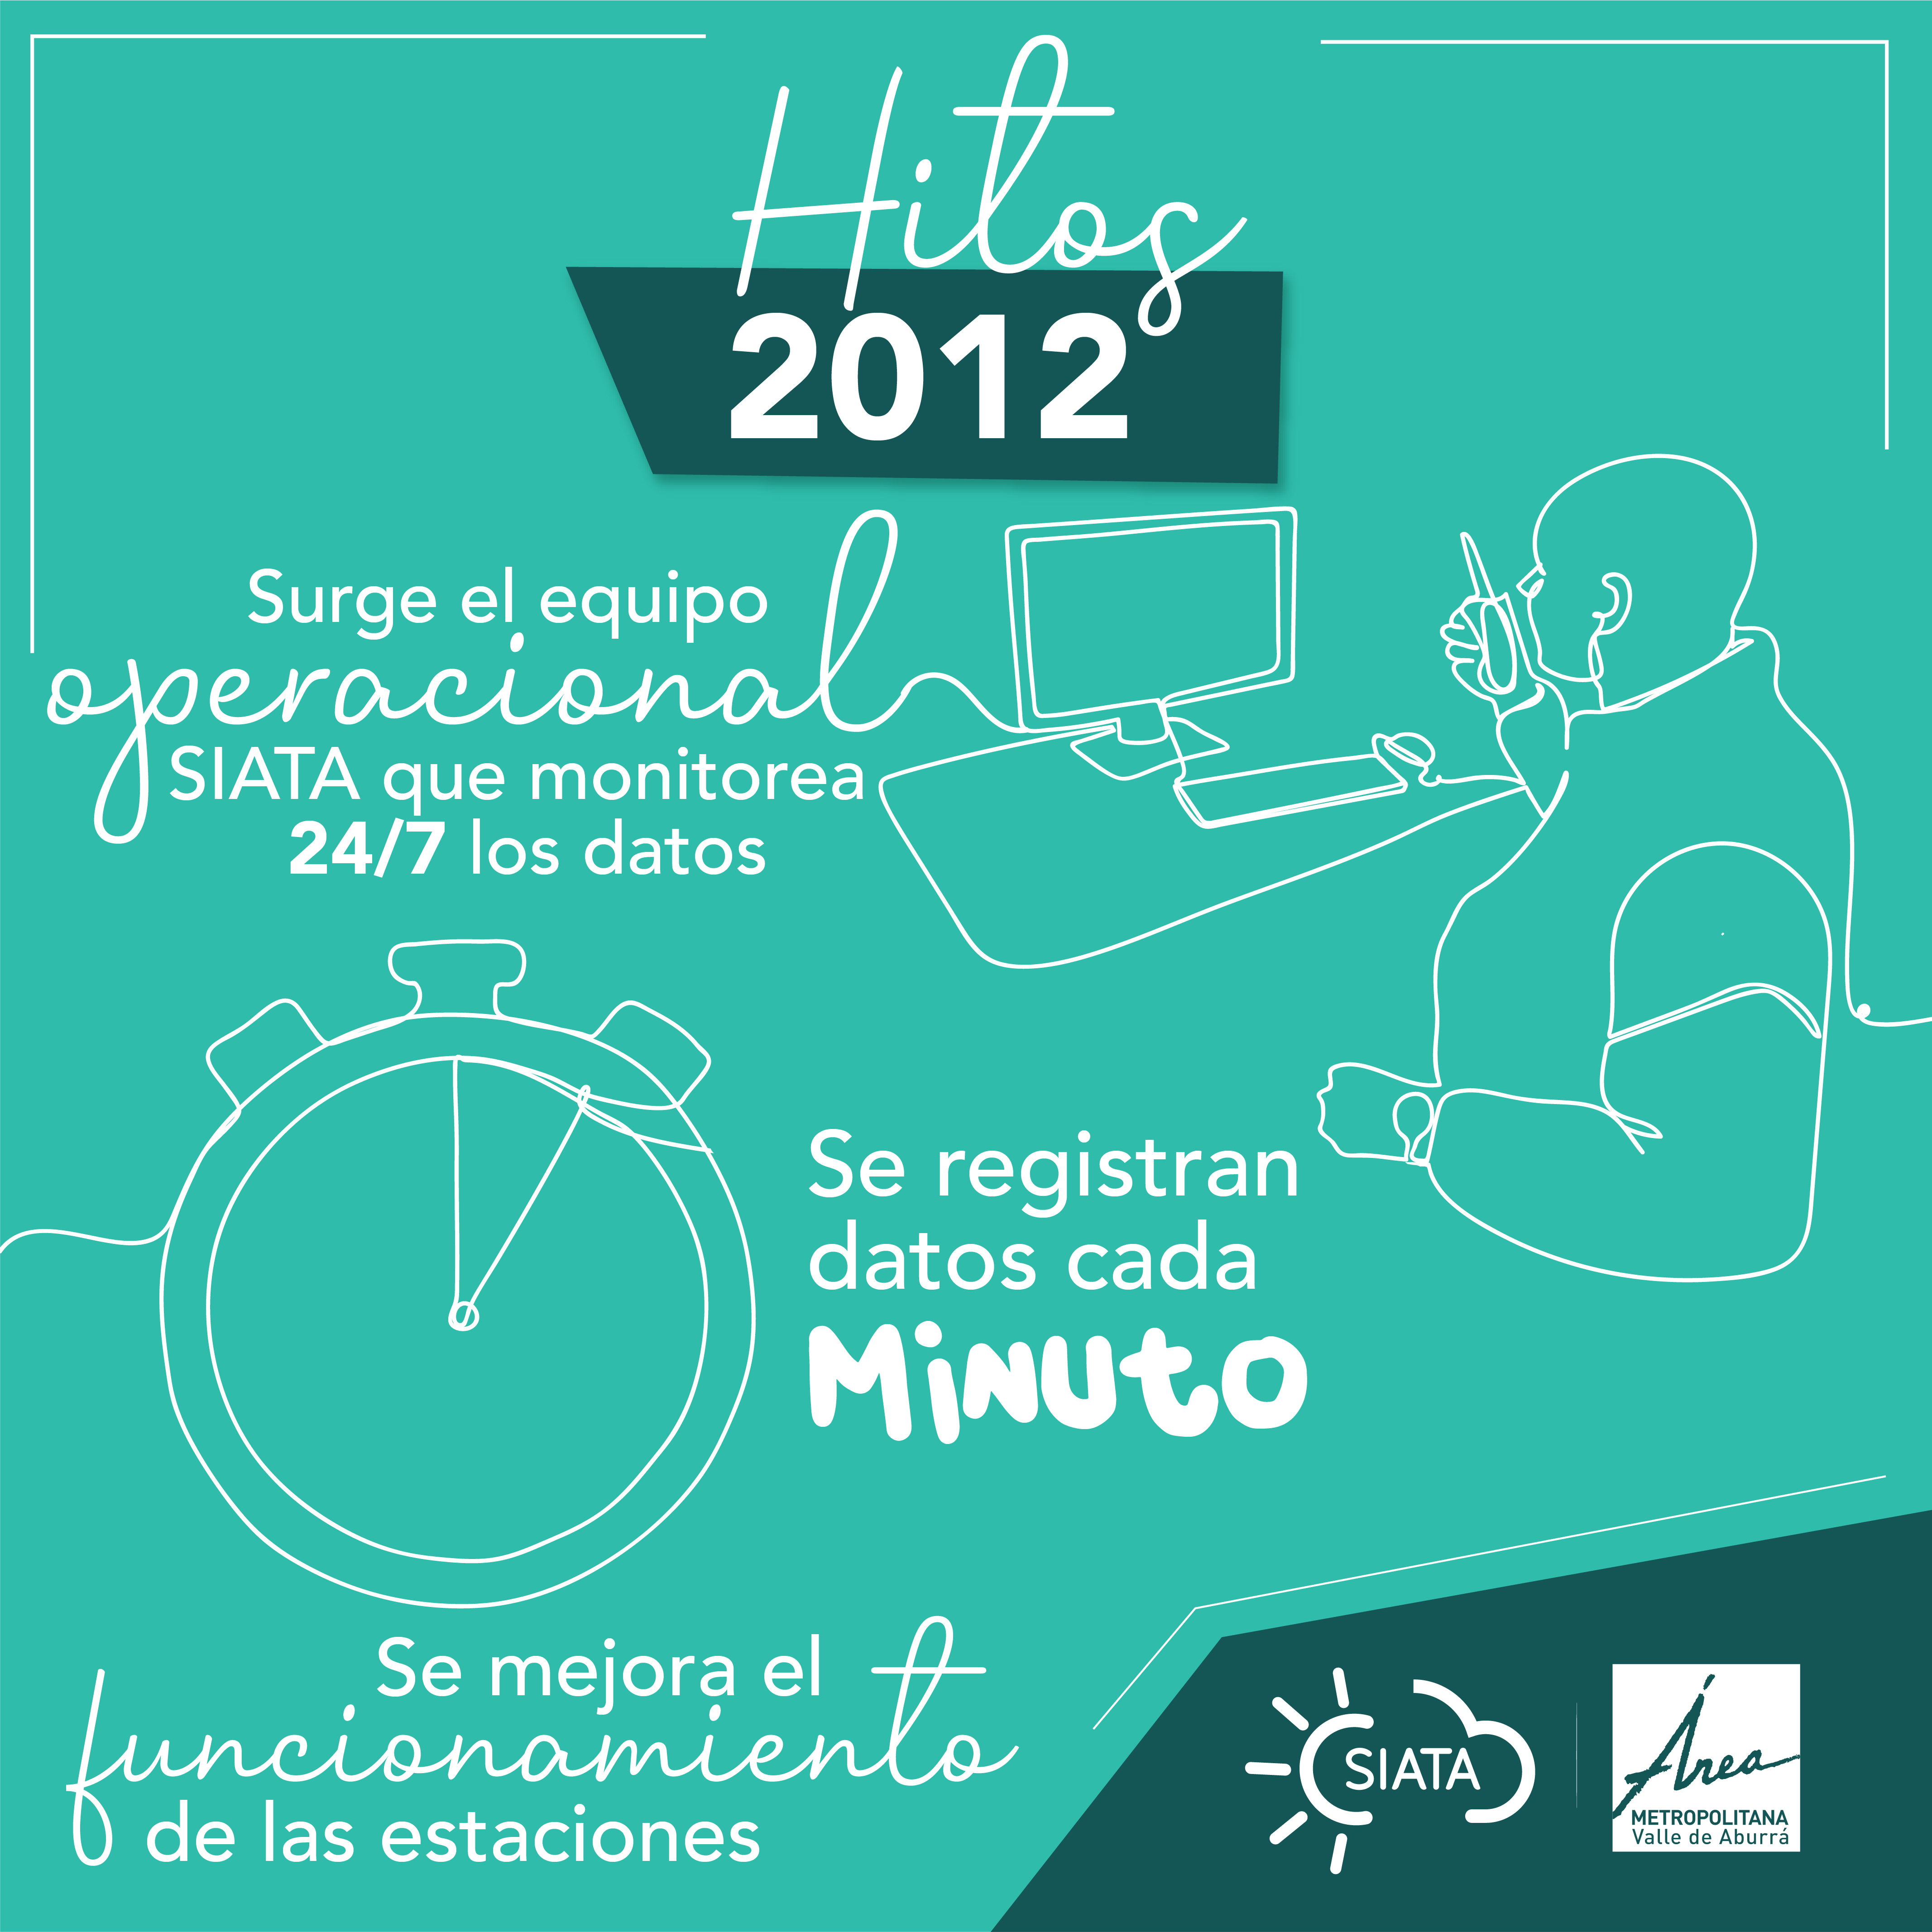 Hitos
2012
Surge el equipo
operacional
SIATA que monitorea
24/7 los datos
Se registran
datos cada
Minuto
Se mejora el
funcionamiento
de las estaciones
SIATA
Área
METROPOLITANA
Valle de Aburrá